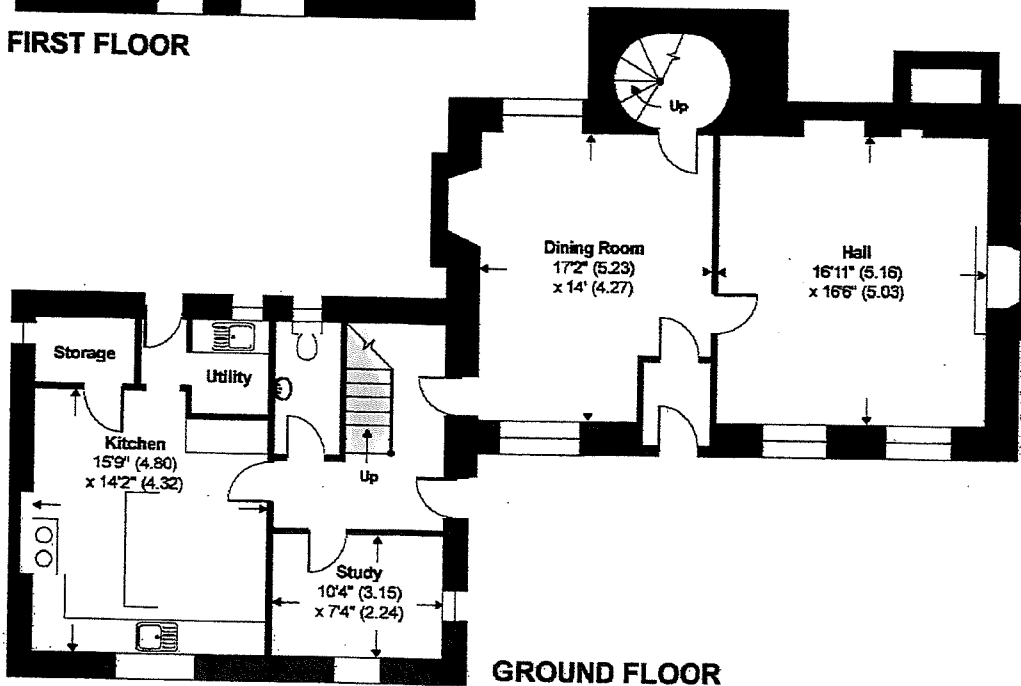 FIRST FLOOR
Up
Dining Room
17'2" (5.23)
x 14' (4.27)
Hall
16'11" (5.16)
x 16'6" (5.03)
Storage
Utility
Kitchen
15'9" (4.80)
x 14'2" (4.32)
Up
Study
10'4" (3.15)
x 7'4" (2.24)
GROUND FLOOR